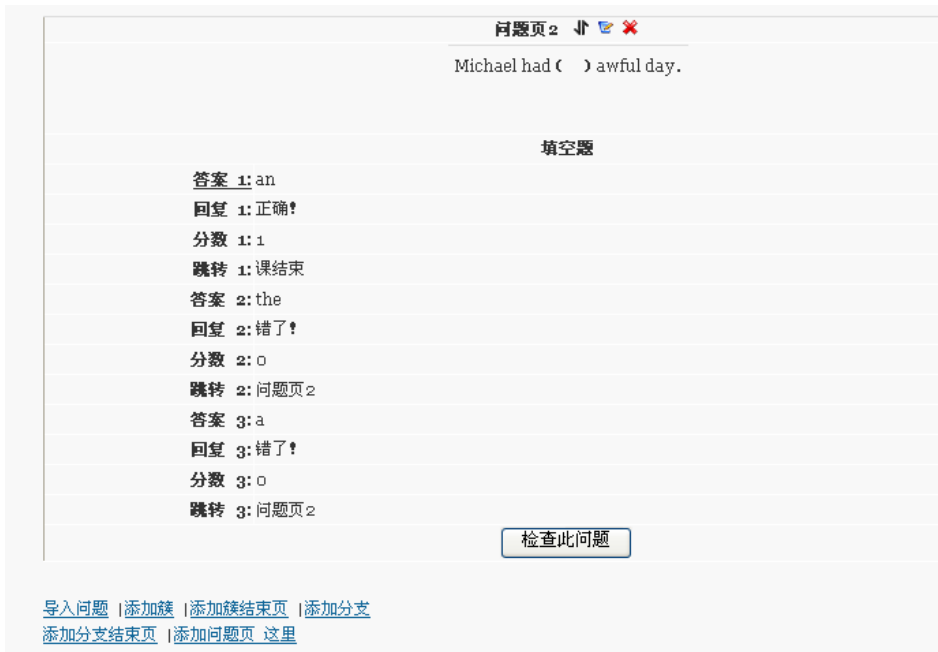 问题页2
Michael had (   ) awful day.
填空题
答案 1: an
回复 1: 正确!
分数 1: 1
跳转 1: 课结束
答案 2: the
回复 2: 错了!
分数 2: 0
跳转 2: 问题页2
答案 3: a
回复 3: 错了!
分数 3: 0
跳转 3: 问题页2
检查此问题
导入问题 |添加簇 |添加簇结束页 |添加分支
添加分支结束页 |添加问题页 这里